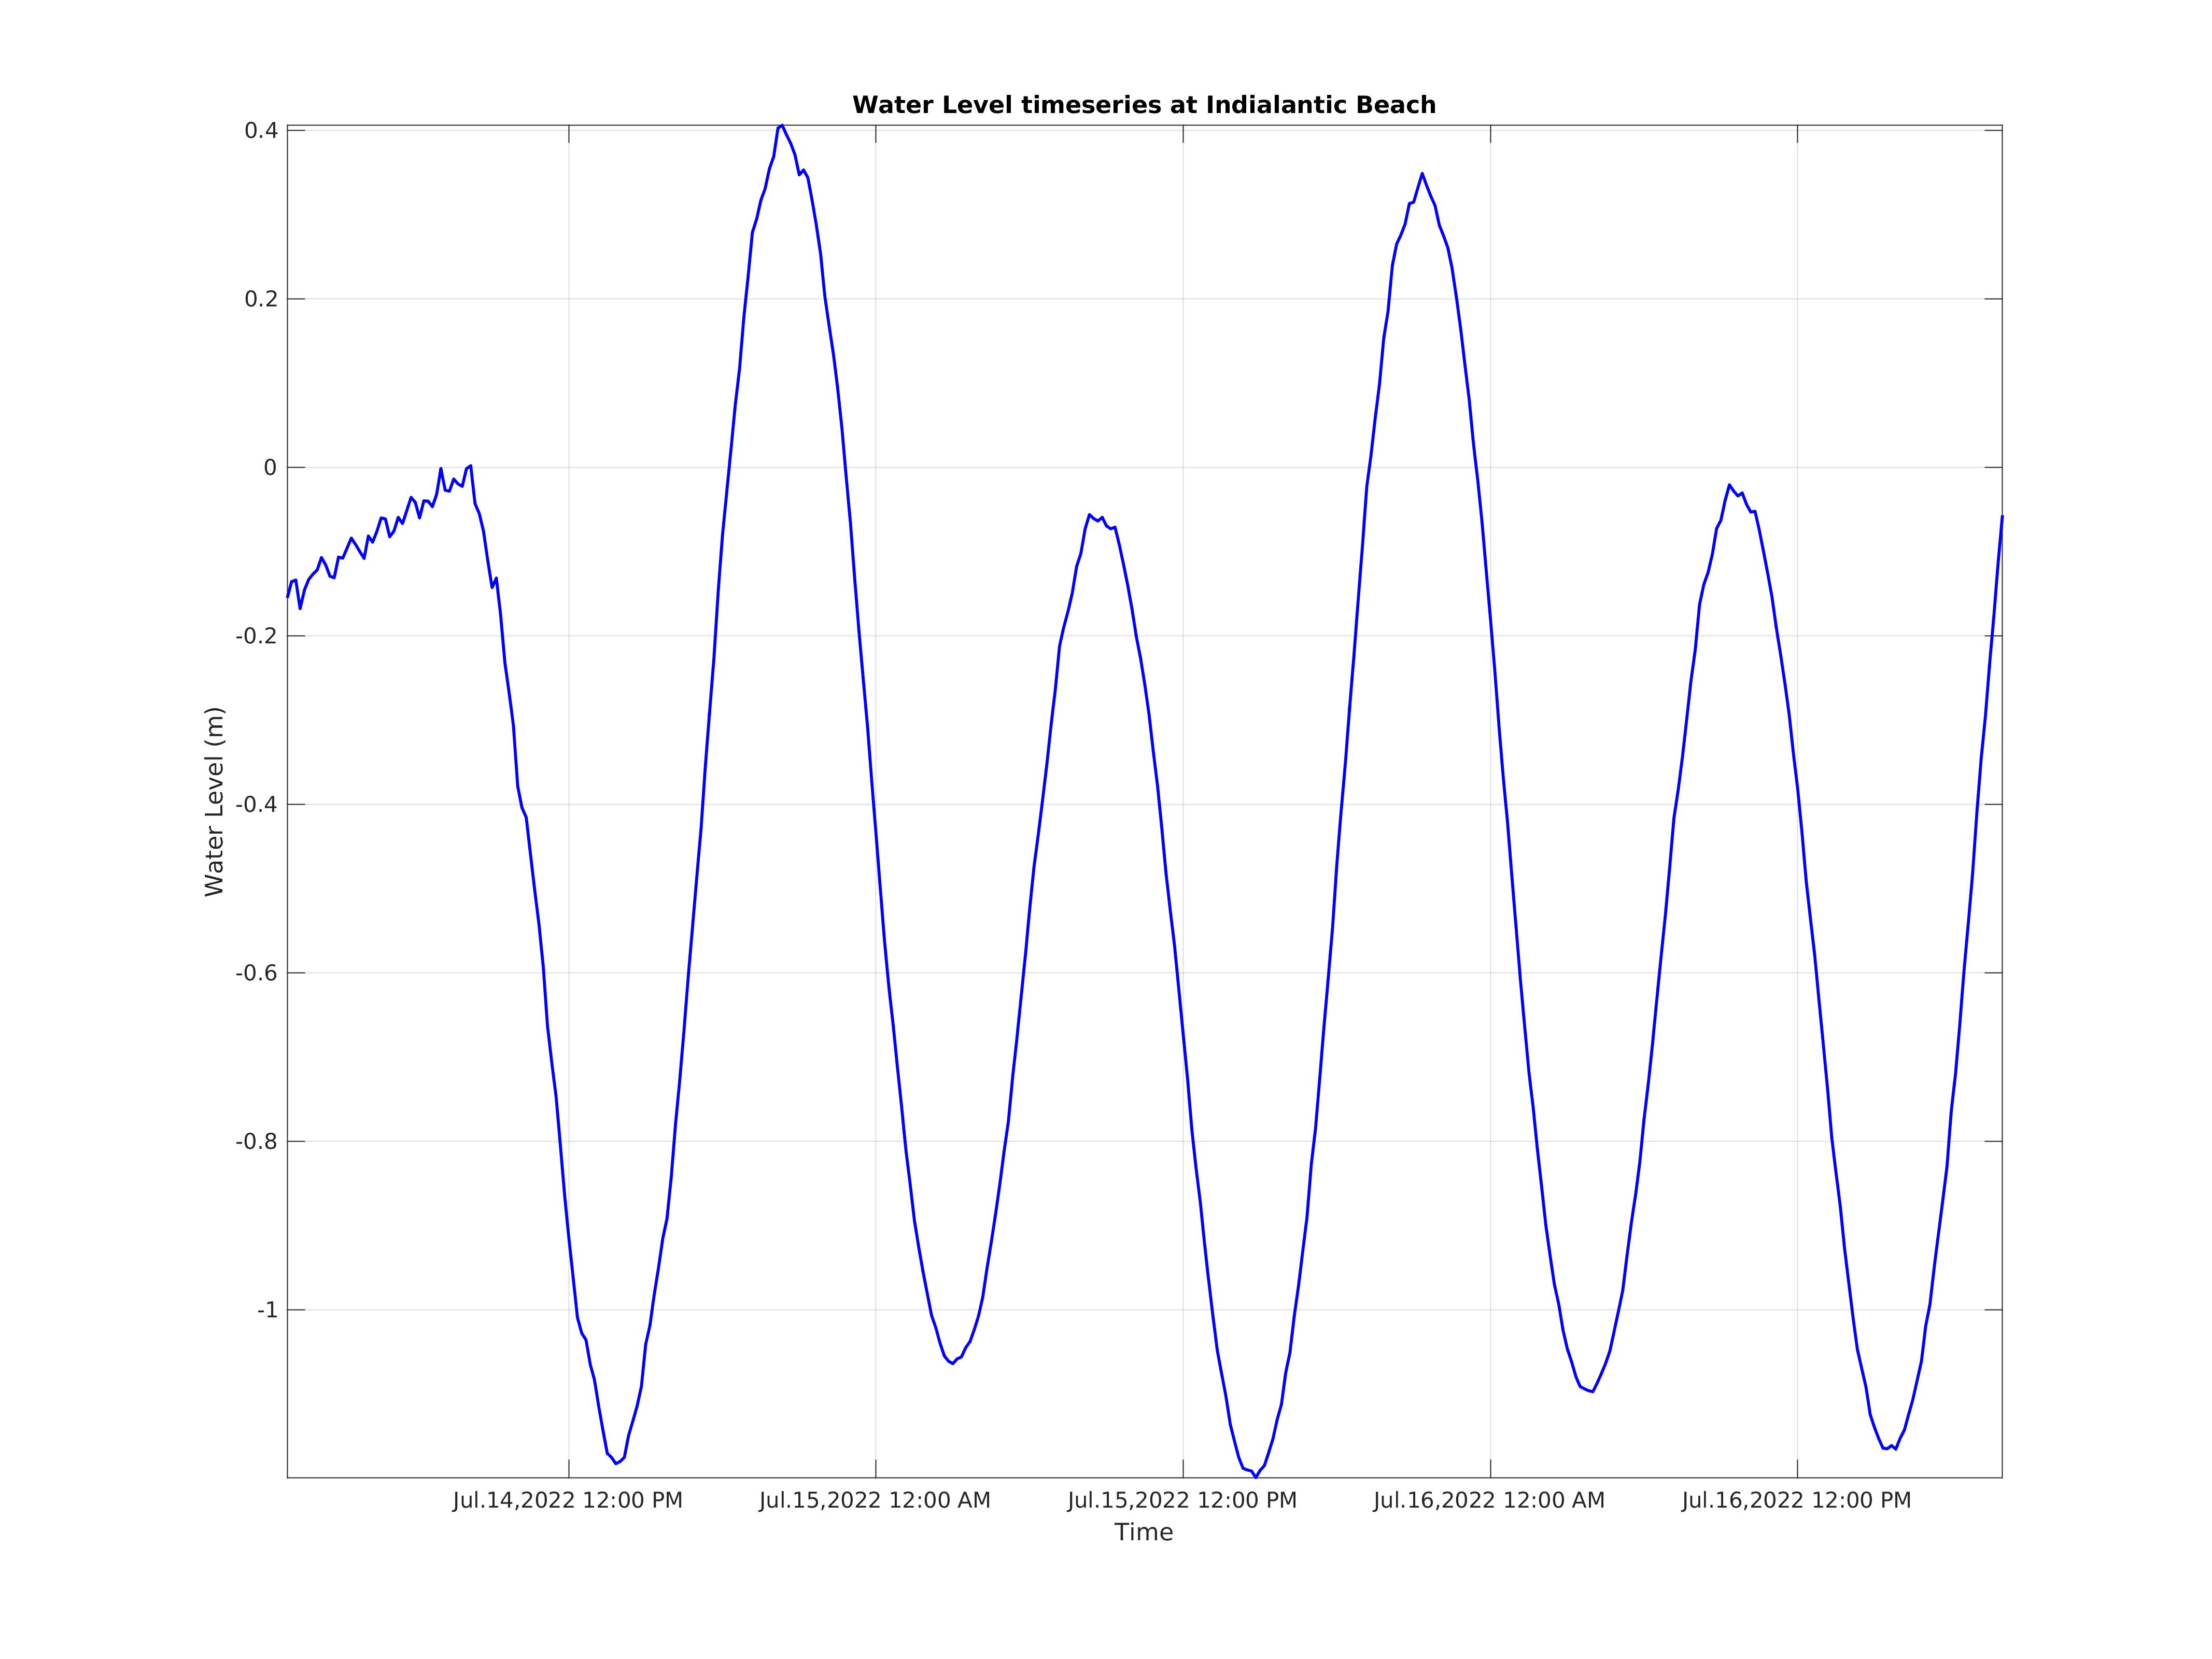 Water Level timeseries at Indialantic Beach
0.4
0.2
0
-0.2
-0.4
-0.6
-0.8
-1
Water Level (m)
Jul.14,2022 12:00 PM
Jul.15,2022 12:00 AM
Jul.15,2022 12:00 PM
Jul.16,2022 12:00 AM
Jul.16,2022 12:00 PM
Time